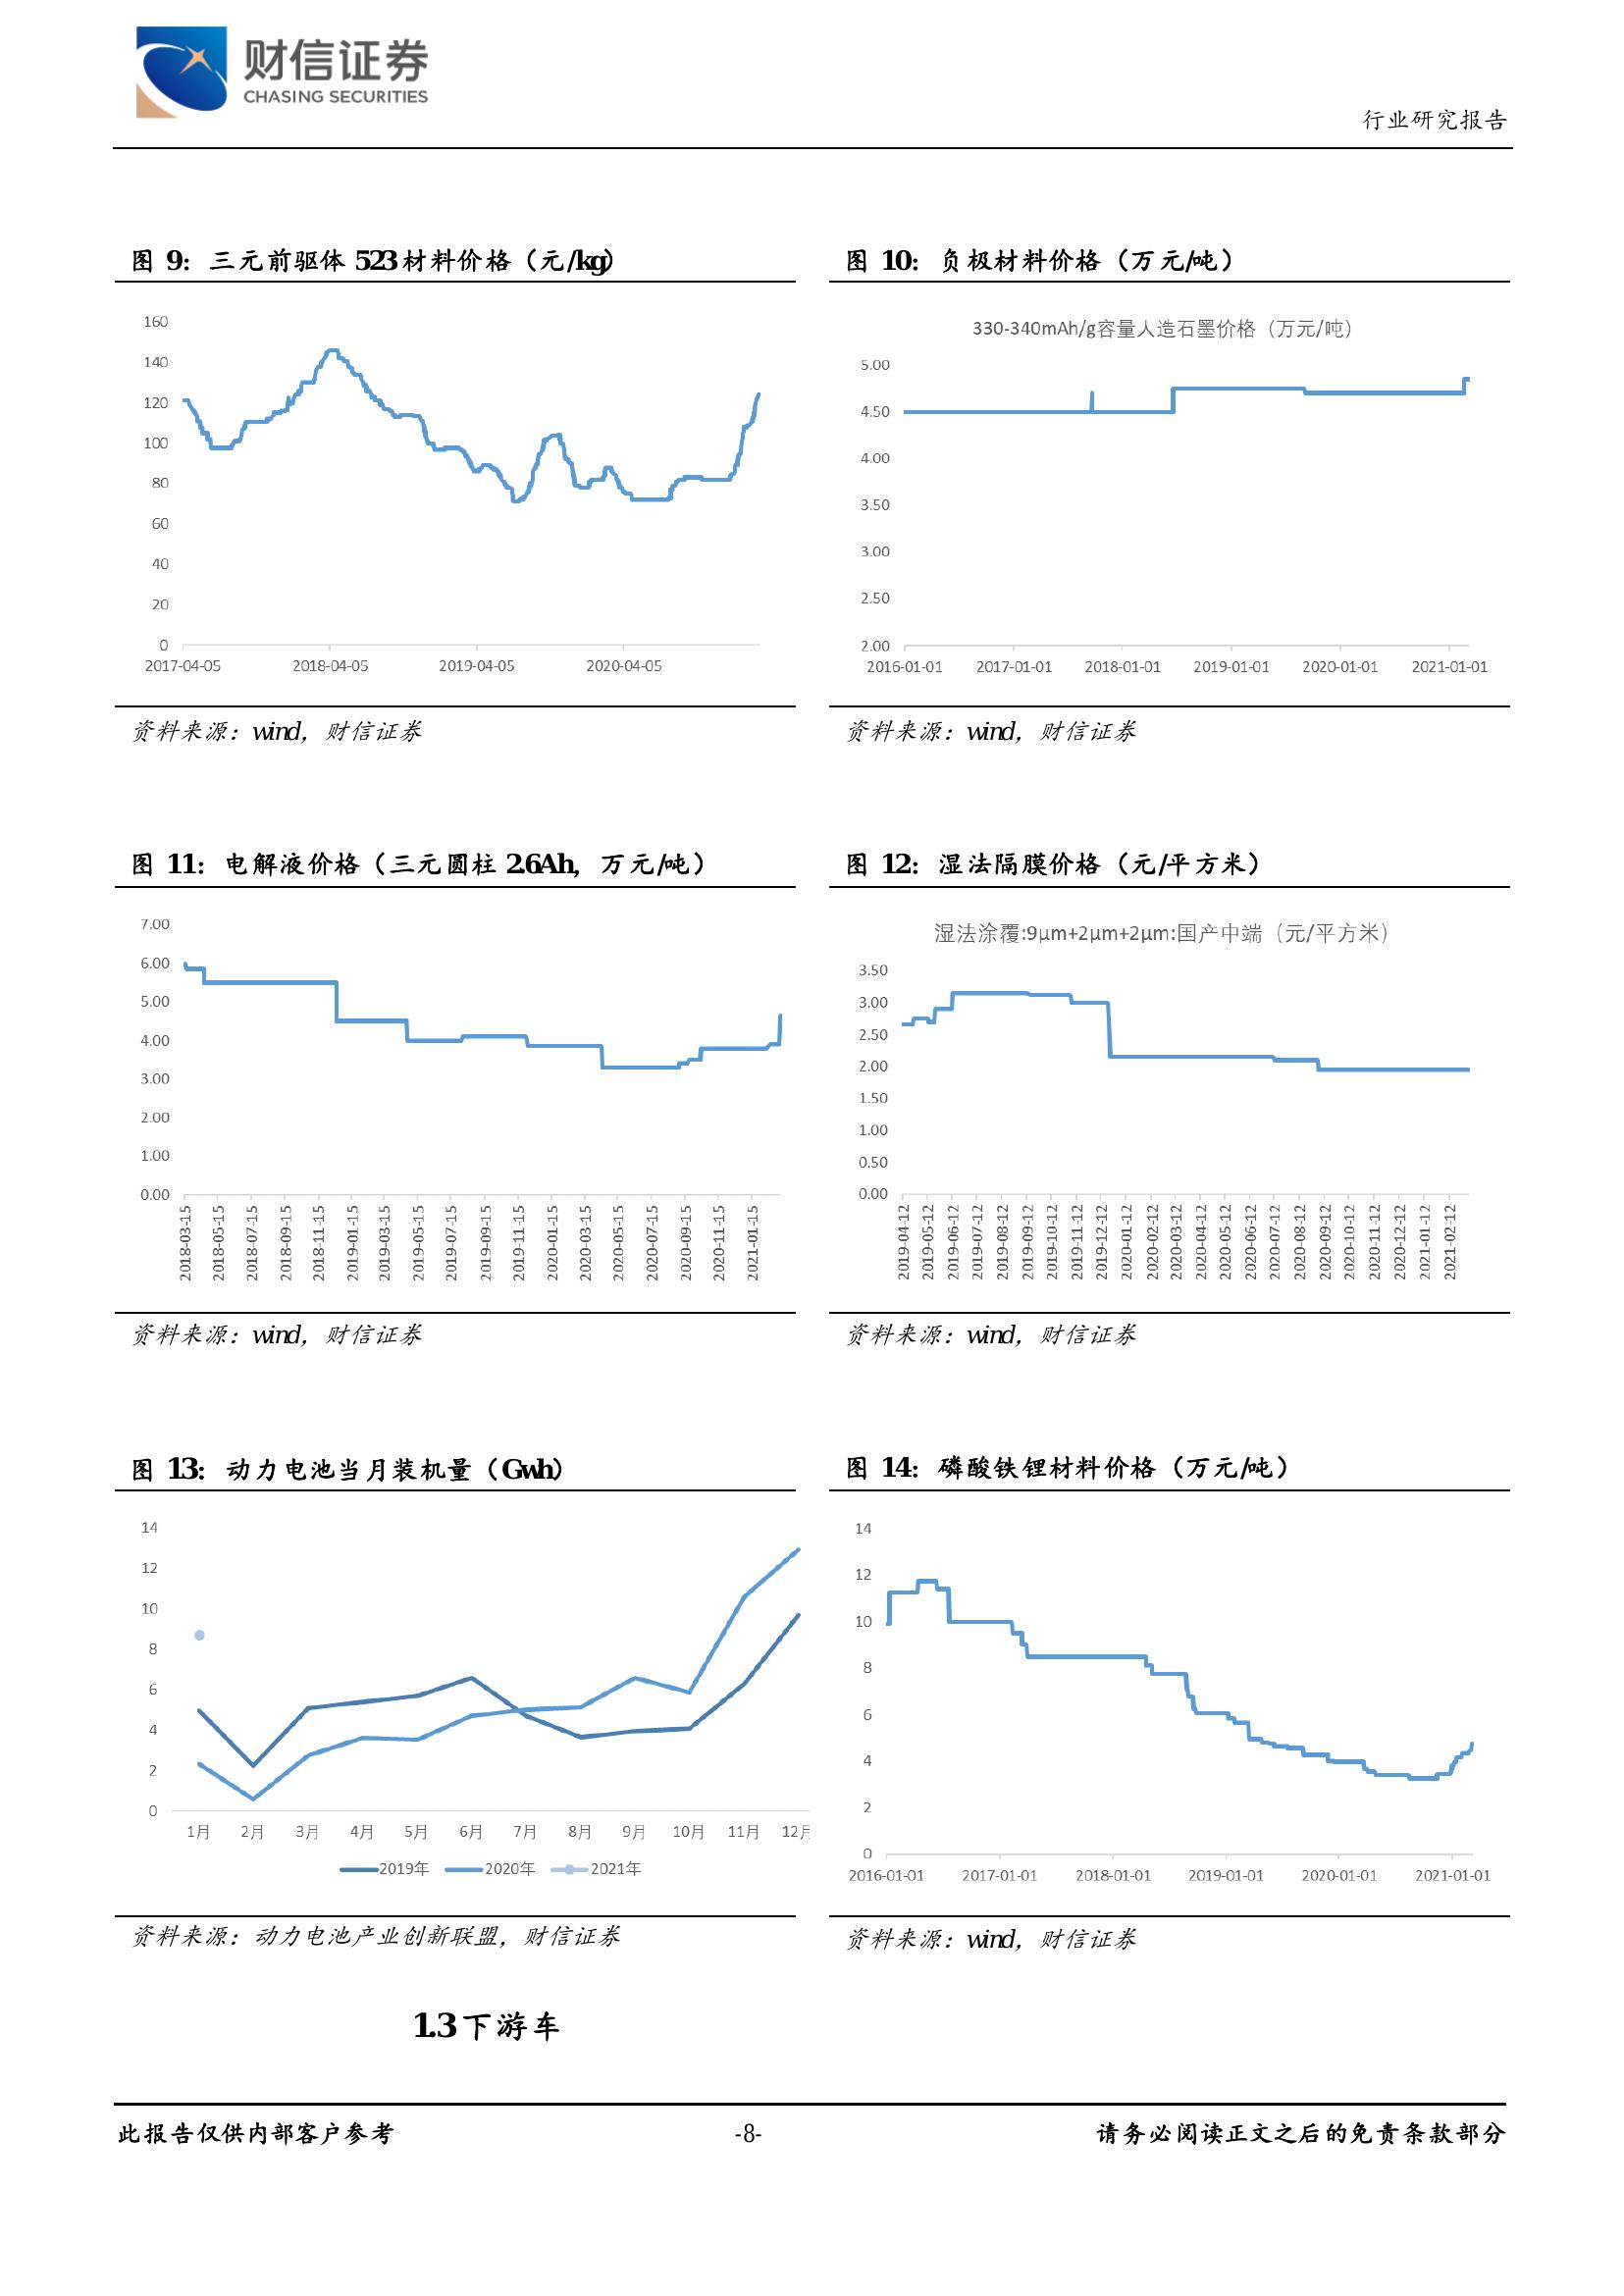 财信证券
CHASING SECURITIES
行业研究报告
图 9：三元前驱体 523 材料价格（元/kg）
160
140
120
100
80
60
40
20
0
2017-04-05 2018-04-05 2019-04-05 2020-04-05
资料来源：wind，财信证券
图 10：负极材料价格（万元/吨）
330-340mAh/g容量人造石墨价格（万元/吨）
5.00
4.50
4.00
3.50
3.00
2.50
2.00
2016-01-01 2017-01-01 2018-01-01 2019-01-01 2020-01-01 2021-01-01
资料来源：wind，财信证券
图 11：电解液价格（三元圆柱 2.6Ah，万元/吨）
7.00
6.00
5.00
4.00
3.00
2.00
1.00
0.00
2018-03-15 2018-05-15 2018-07-15 2018-09-15 2018-11-15 2019-01-15 2019-03-15 2019-05-15 2019-07-15 2019-09-15 2019-11-15 2020-01-15 2020-03-15 2020-05-15 2020-07-15 2020-09-15 2020-11-15 2021-01-15
资料来源：wind，财信证券
图 12：湿法隔膜价格（元/平方米）
湿法涂覆:9μm+2μm+2μm:国产中端（元/平方米）
3.50
3.00
2.50
2.00
1.50
1.00
0.50
0.00
2019-04-12 2019-05-12 2019-06-12 2019-07-12 2019-08-12 2019-09-12 2019-10-12 2019-11-12 2019-12-12 2020-01-12 2020-02-12 2020-03-12 2020-04-12 2020-05-12 2020-06-12 2020-07-12 2020-08-12 2020-09-12 2020-10-12 2020-11-12 2020-12-12 2021-01-12 2021-02-12
资料来源：wind，财信证券
图 13：动力电池当月装机量（Gwh）
14
12
10
8
6
4
2
0
1月 2月 3月 4月 5月 6月 7月 8月 9月 10月 11月 12月
2019年 2020年 2021年
资料来源：动力电池产业创新联盟，财信证券
图 14：磷酸铁锂材料价格（万元/吨）
14
12
10
8
6
4
2
0
2016-01-01 2017-01-01 2018-01-01 2019-01-01 2020-01-01 2021-01-01
资料来源：wind，财信证券
1.3 下游车
此报告仅供内部客户参考 -8- 请务必阅读正文之后的免责条款部分